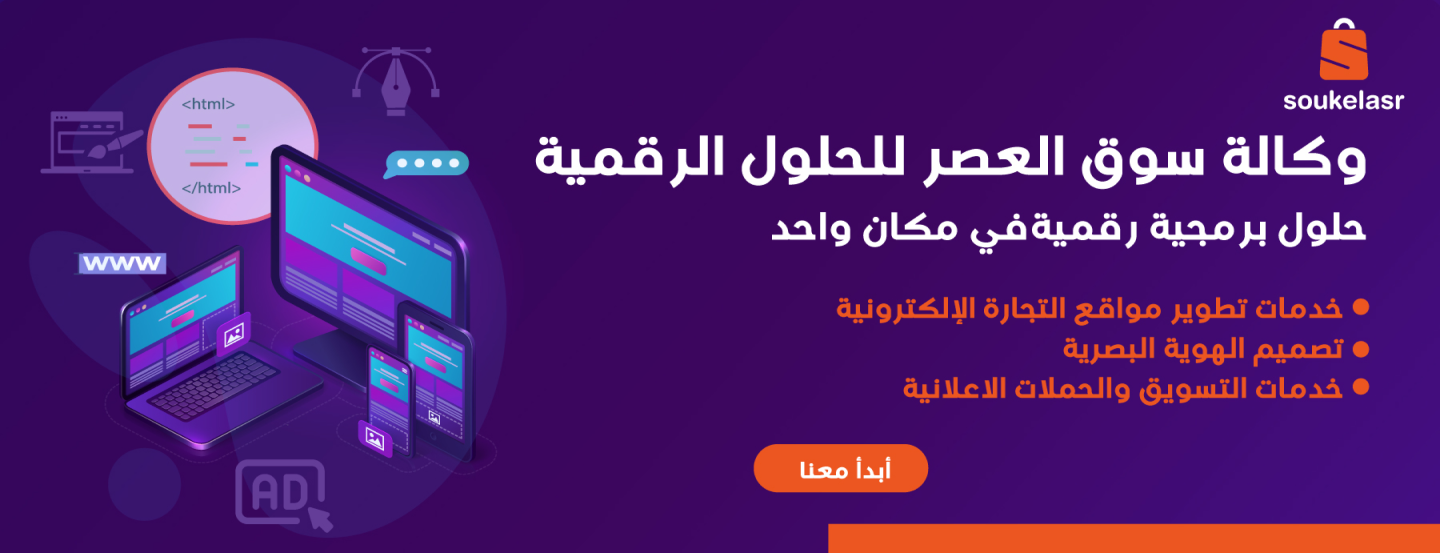 soukelasr
وكالة سوق العصر للحلول الرقمية
حلول برمجية رقميةفي مكان واحد
خدمات تطوير مواقع التجارة الإلكترونية
تصميم الهوية البصرية
خدمات التسويق والحملات الاعلانية
أبدأ معنا
<html>
</html>
www
AD